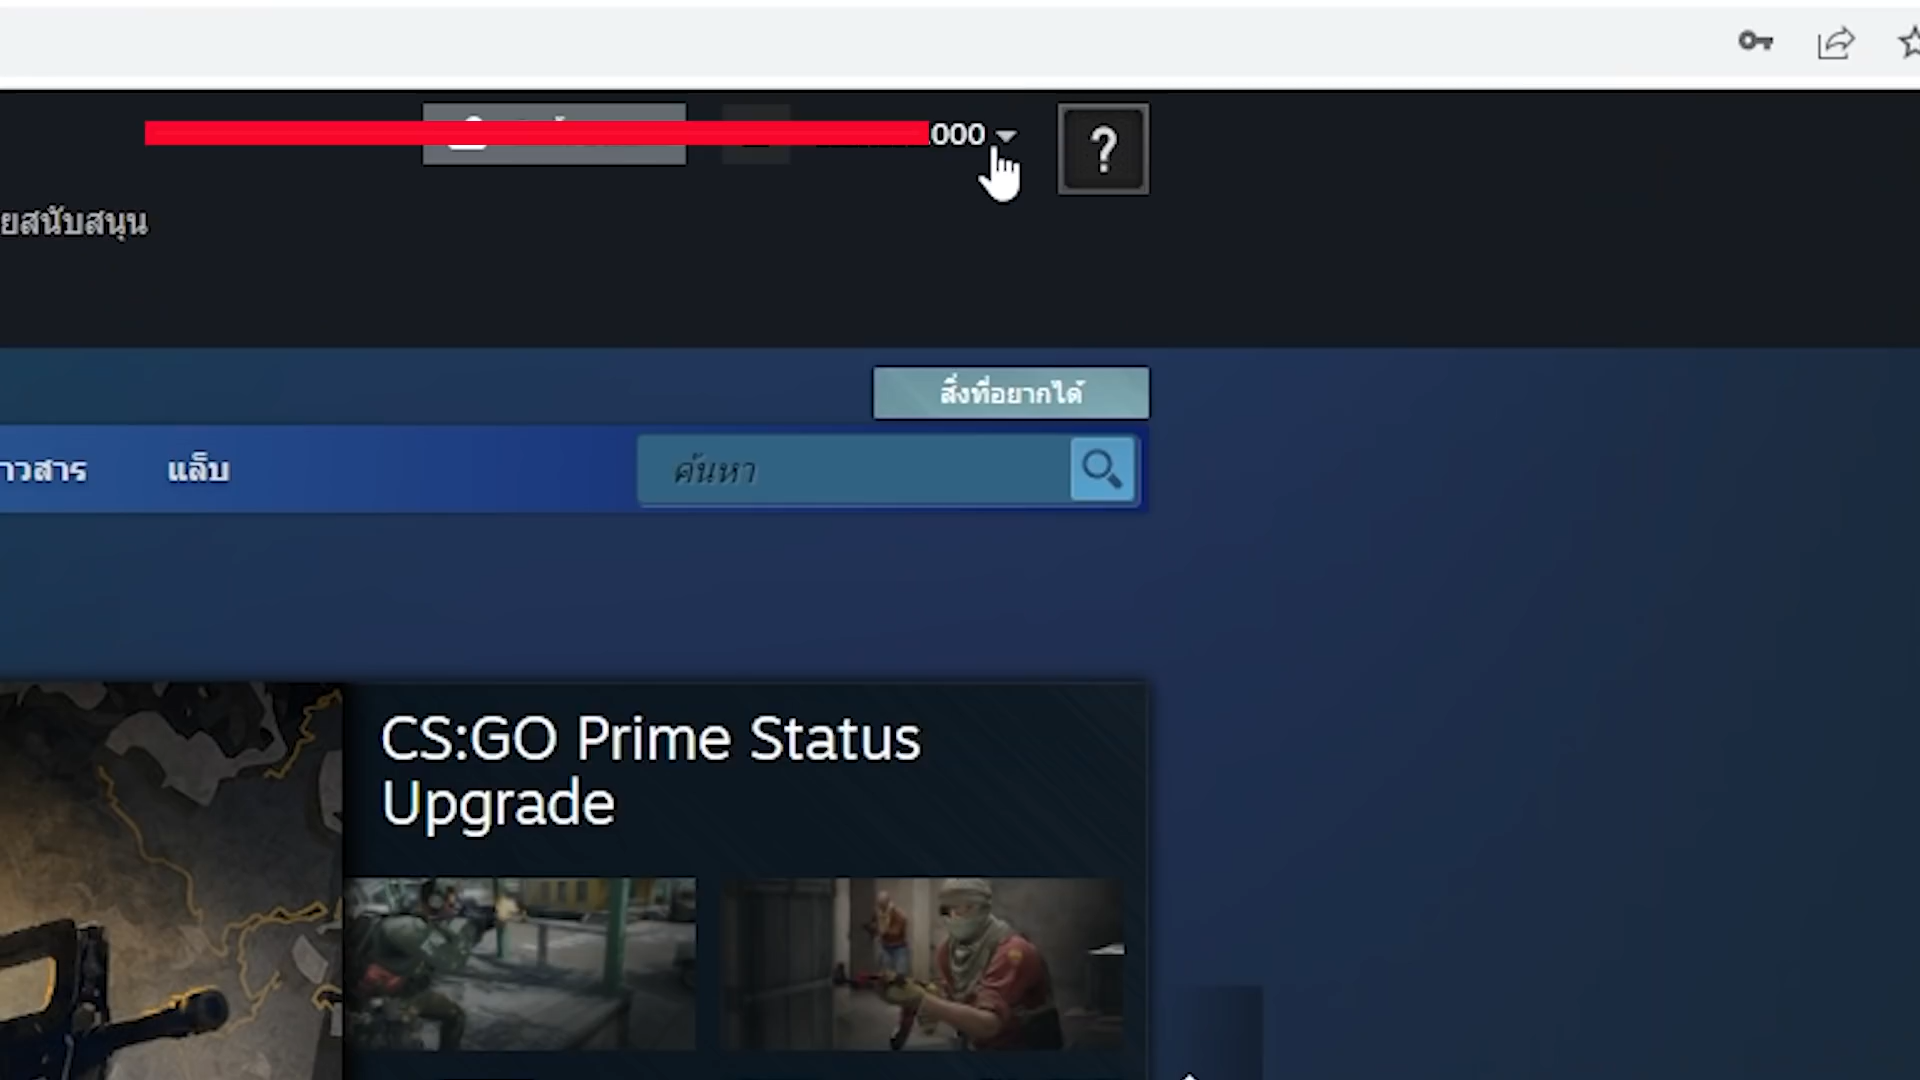 000
ยสนับสนุน
สิ่งที่อยากได้
าวสาร
แล็บ
ค้นหา
CS:GO Prime Status
Upgrade